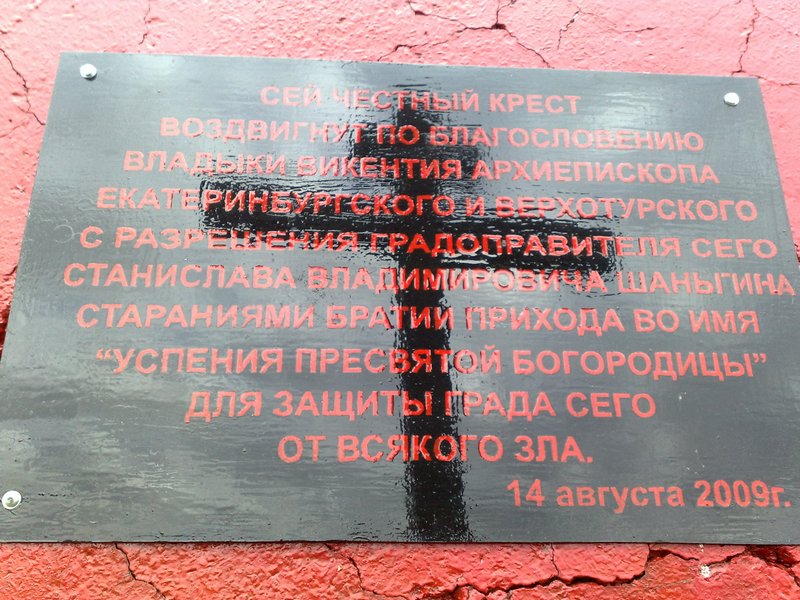 СЕЙ ЧЕСТНЫЙ КРЕСТ
ВОЗДВИГНУТ ПО БЛАГОСЛОВЕНИЮ
ВЛАДЫКИ ВИКЕНТИЯ АРХИЕПИСКОПА
ЕКАТЕРИНБУРГСКОГО И ВЕРХОТУРСКОГО
С РАЗРЕШЕНИЯ ГРАДОПРАВИТЕЛЯ СЕГО
СТАНИСЛАВА ВЛАДИМИРОВИЧА ШАНЬГИНА
СТАРАНИЯМИ БРАТИИ ПРИХОДА ВО ИМЯ
“УСПЕНИЯ ПРЕСВЯТОЙ БОГОРОДИЦЫ”
ДЛЯ ЗАЩИТЫ ГРАДА СЕГО
ОТ ВСЯКОГО ЗЛА.
14 августа 2009г.